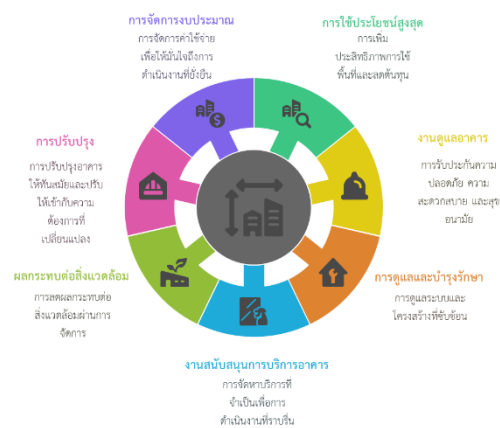 การจัดการงบประมาณ
การจัดการค่าใช้จ่าย
เพื่อให้มั่นใจถึงการ
ดำเนินงานที่ยั่งยืน
การใช้ประโยชน์สูงสุด
การเพิ่ม
ประสิทธิภาพการใช้
พื้นที่และลดต้นทุน
การปรับปรุง
การปรับปรุงอาคาร
ให้ทันสมัยและปรับ
ให้เข้ากับความ
ต้องการที่
เปลี่ยนแปลง
งานดูแลอาคาร
การรับประกันความ
ปลอดภัย ความ
สะดวกสบาย และสุข
อนามัย
ผลกระทบต่อสิ่งแวดล้อม
การลดผลกระทบต่อ
สิ่งแวดล้อมผ่านการ
จัดการ
การดูแลและบำรุงรักษา
การดูแลระบบและ
โครงสร้างที่ซับซ้อน
งานสนับสนุนการบริการอาคาร
การจัดหาบริการที่
จำเป็นเพื่อการ
ดำเนินงานที่ราบรื่น